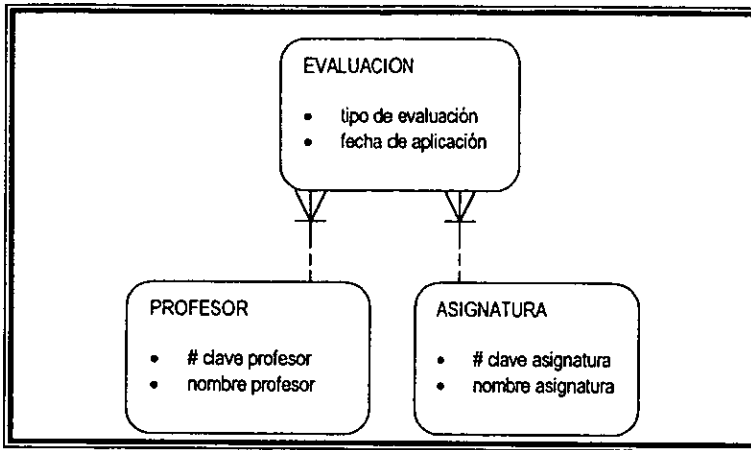 EVALUACION
• tipo de evaluación
• fecha de aplicación
PROFESOR
• # clave profesor
• nombre profesor
ASIGNATURA
• # clave asignatura
• nombre asignatura